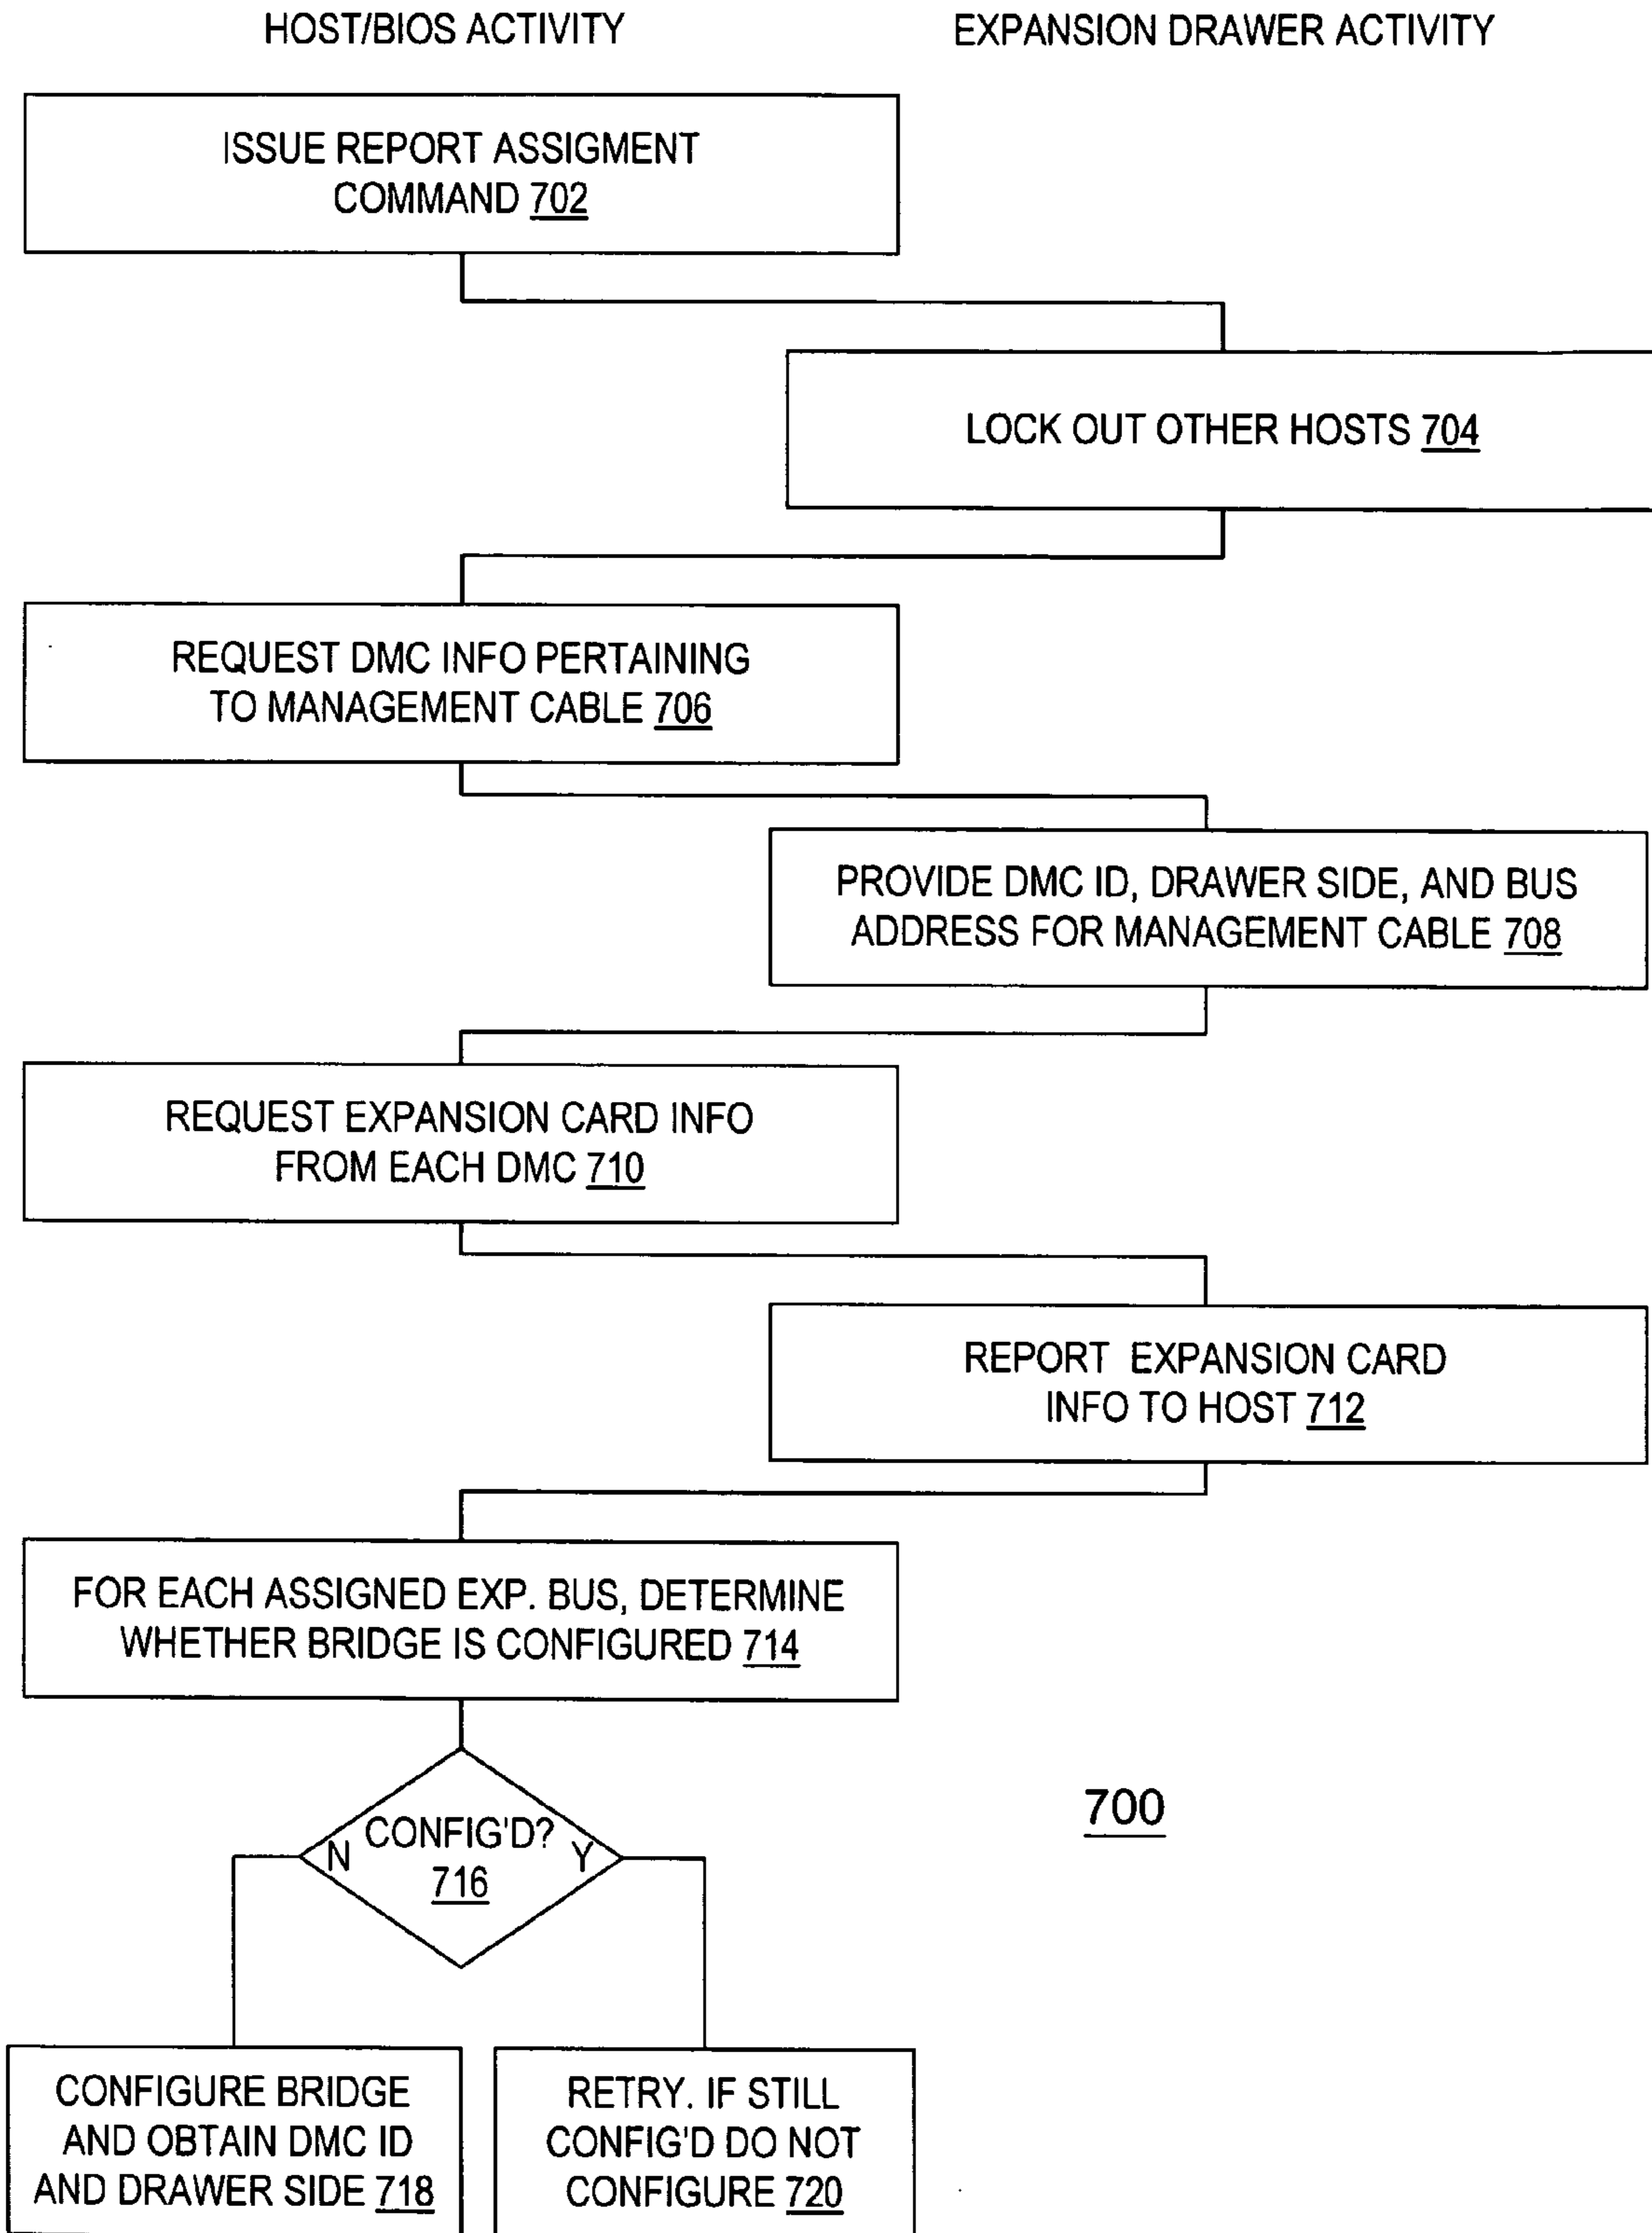 HOST/BIOS ACTIVITY
EXPANSION DRAWER ACTIVITY
ISSUE REPORT ASSIGMENT
COMMAND 702
LOCK OUT OTHER HOSTS 704
REQUEST DMC INFO PERTAINING
TO MANAGEMENT CABLE 706
PROVIDE DMC ID, DRAWER SIDE, AND BUS
ADDRESS FOR MANAGEMENT CABLE 708
REQUEST EXPANSION CARD INFO
FROM EACH DMC 710
REPORT EXPANSION CARD
INFO TO HOST 712
FOR EACH ASSIGNED EXP. BUS, DETERMINE
WHETHER BRIDGE IS CONFIGURED 714
700
CONFIG'D?
N
Y
716
CONFIGURE BRIDGE
AND OBTAIN DMC ID
AND DRAWER SIDE 718
RETRY. IF STILL
CONFIG'D DO NOT
CONFIGURE 720